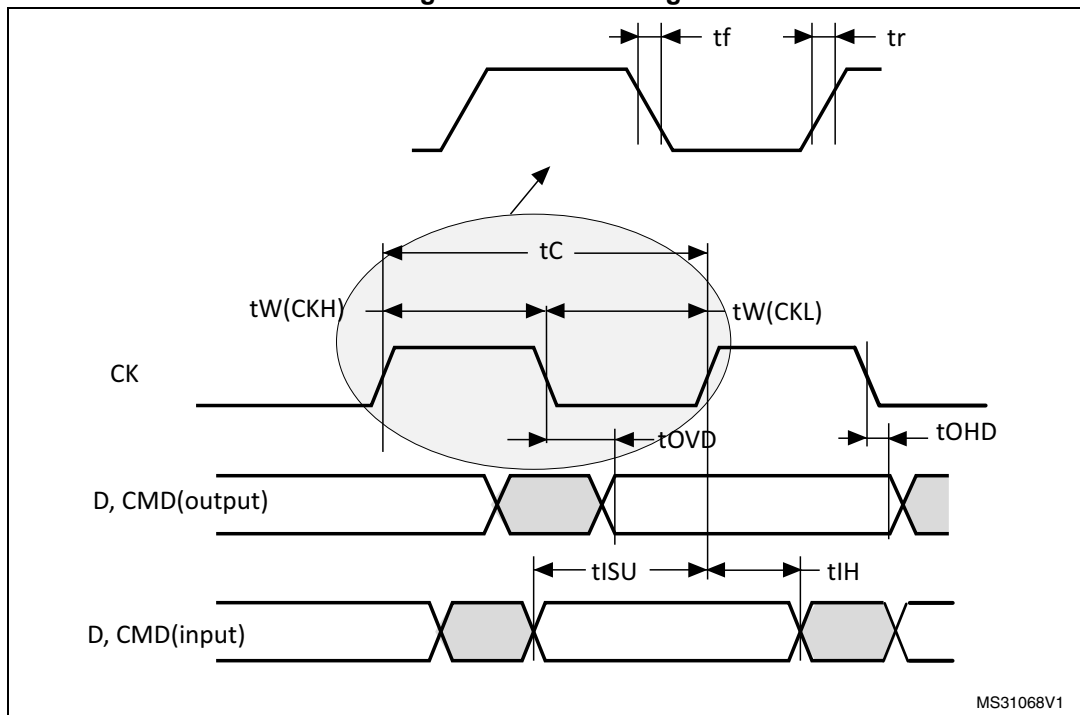 tf
tr
tC
tW(CKH)
tW(CKL)
CK
tOVD
tOHD
D, CMD(output)
tISU
tIH
D, CMD(input)
MS31068V1